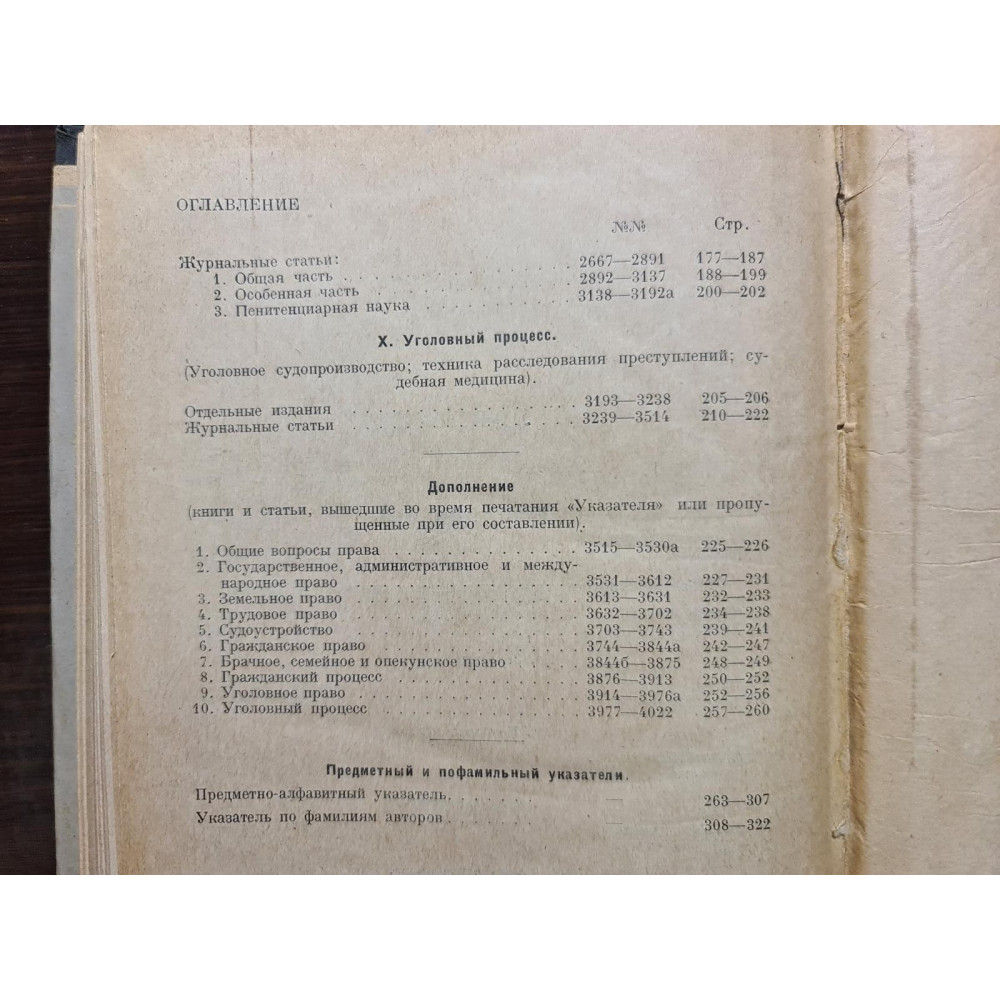 ОГЛАВЛЕНИЕ
№№ Стр.
Журнальные статьи:
1. Общая часть . . . . . . . . . . . . . . 2667—2891 177—187
2. Особенная часть . . . . . . . . . . . . 2892—3137 188—199
3. Пенитенциарная наука . . . . . . . . . 3138—3192а 200—202
X. Уголовный процесс.
(Уголовное судопроизводство; техника расследования преступлений; су-
дебная медицина).
Отдельные издания . . . . . . . . . . . . . 3193—3238 205—206
Журнальные статьи . . . . . . . . . . . . . 3239—3514 210—222
Дополнение
(книги и статьи, вышедшие во время печатания «Указателя» или пропу-
щенные при его составлении).
1. Общие вопросы права . . . . . . . . . . . 3515—3530а 225—226
2. Государственное, административное и между-
народное право . . . . . . . . . . . . . 3531—3612 227—231
3. Земельное право . . . . . . . . . . . . . 3613—3631 232—233
4. Трудовое право . . . . . . . . . . . . . 3632—3702 234—238
5. Судоустройство . . . . . . . . . . . . . 3703—3743 239—241
6. Гражданское право . . . . . . . . . . . . 3744—3844а 242—247
7. Брачное, семейное и опекунское право . . . . 3844б—3875 248—249
8. Гражданский процесс . . . . . . . . . . . 3876—3913 250—252
9. Уголовное право . . . . . . . . . . . . . 3914—3976а 252—256
10. Уголовный процесс . . . . . . . . . . . . 3977—4022 257—260
Предметный и пофамильный указатели.
Предметно-алфавитный указатель. . . . . . . — 263—307
Указатель по фамилиям авторов . . . . . . . — 308—322